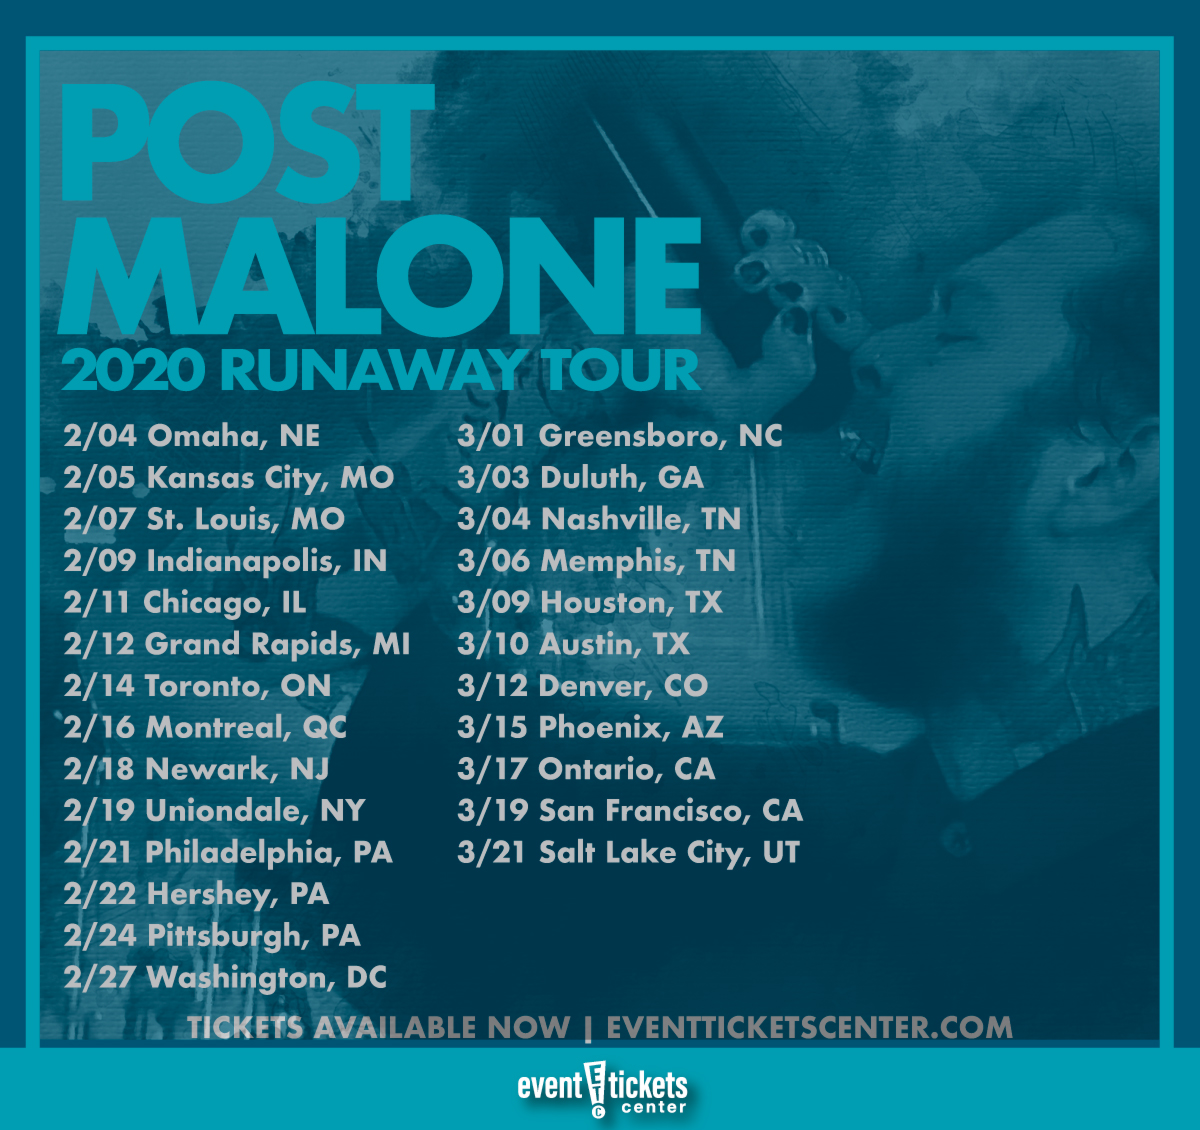 POST
MALONE
2020 RUNAWAY TOUR
2/04 Omaha, NE
2/05 Kansas City, MO
2/07 St. Louis, MO
2/09 Indianapolis, IN
2/11 Chicago, IL
2/12 Grand Rapids, MI
2/14 Toronto, ON
2/16 Montreal, QC
2/18 Newark, NJ
2/19 Uniondale, NY
2/21 Philadelphia, PA
2/22 Hershey, PA
2/24 Pittsburgh, PA
2/27 Washington, DC
3/01 Greensboro, NC
3/03 Duluth, GA
3/04 Nashville, TN
3/06 Memphis, TN
3/09 Houston, TX
3/10 Austin, TX
3/12 Denver, CO
3/15 Phoenix, AZ
3/17 Ontario, CA
3/19 San Francisco, CA
3/21 Salt Lake City, UT
TICKETS AVAILABLE NOW | EVENTTICKETSCENTER.COM
event ETC tickets
center